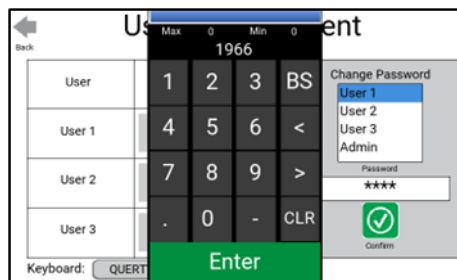 Us
ent
Back
Max 0 Min 0
1966
1 2 3 BS
4 5 6 <
7 8 9 >
. 0 - CLR
Enter
User
User 1
User 2
User 3
Keyboard: QUERT
Change Password
User 1
User 2
User 3
Admin
Password
****
Confirm